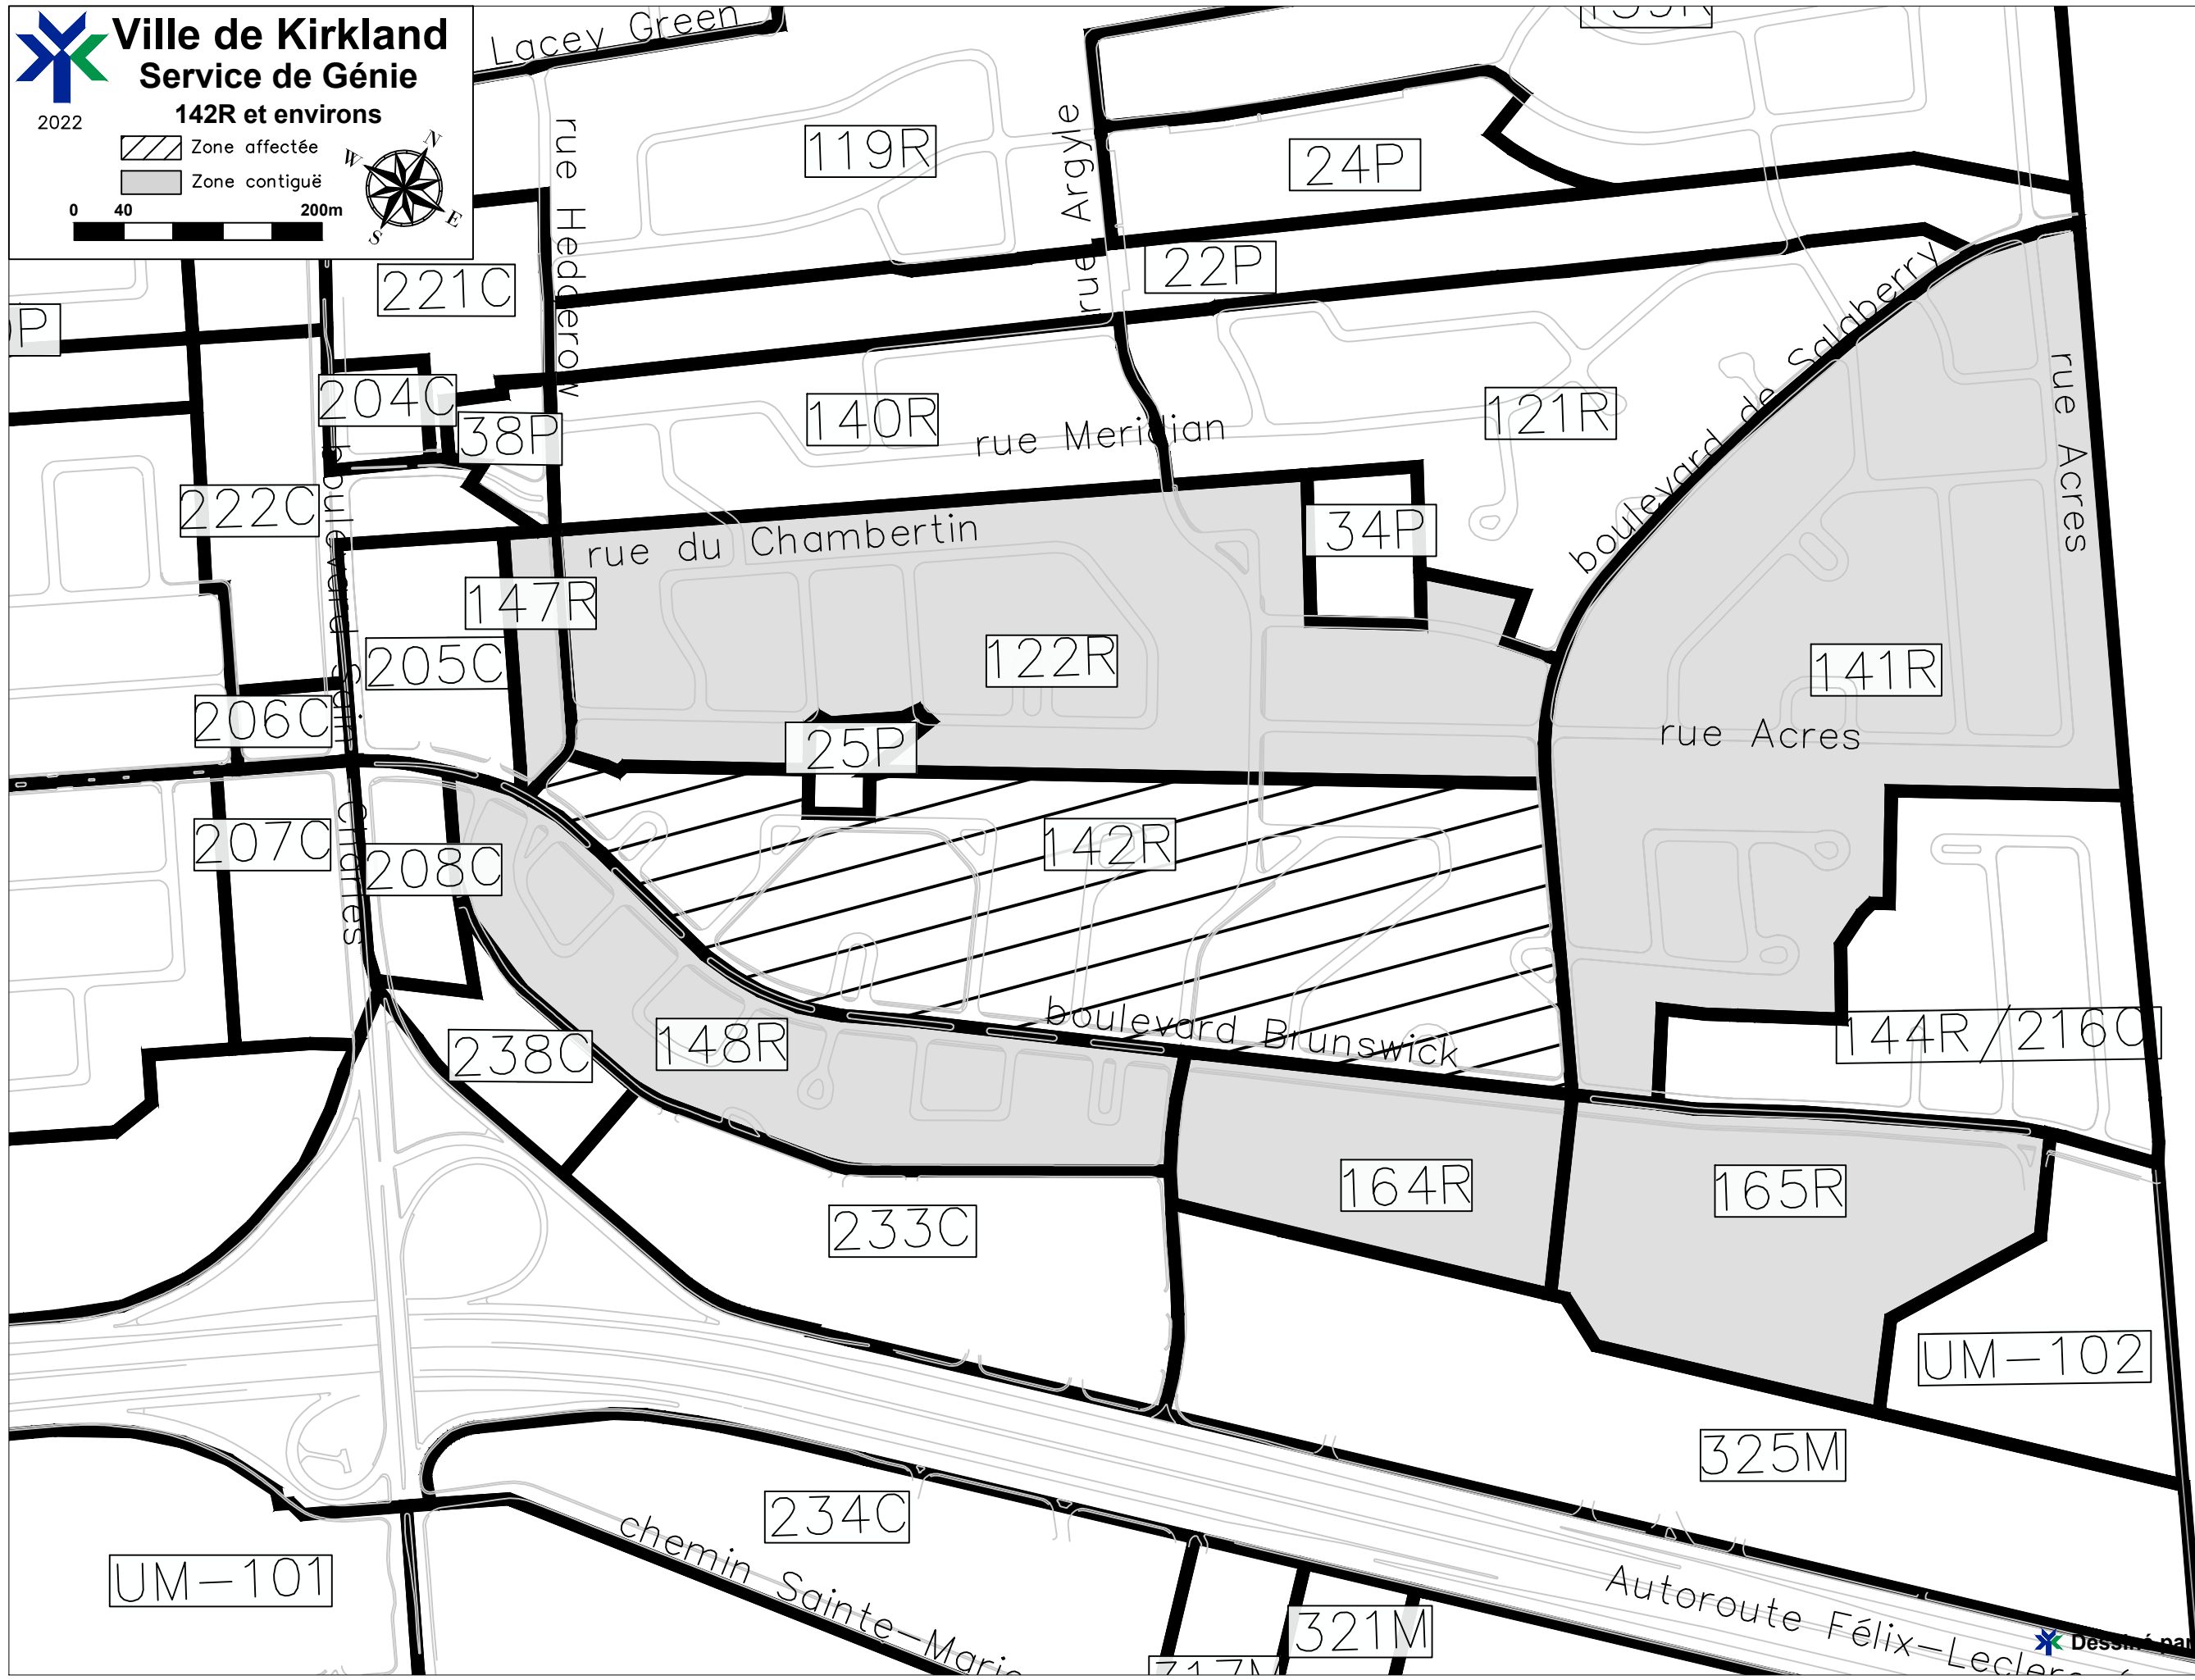 Ville de Kirkland
Service de Génie
142R et environs
2022
Zone affectée
Zone contiguë
0 40 200m
N
W
E
S
Lacey Green
rue Hedgerow
119R
rue Argyle
24P
22P
221C
204C
38P
140R
rue Meridian
121R
boulevard de Salaberry
rue Acres
222C
rue du Chambertin
34P
147R
205C
122R
141R
206C
25P
rue Acres
boulevard Saint-Charles
207C
208C
142R
boulevard Brunswick
238C
148R
144R/216C
164R
165R
233C
UM-102
325M
234C
chemin Sainte-Marie
UM-101
321M
317M
Autoroute Félix-Leclerc
Dessiné par